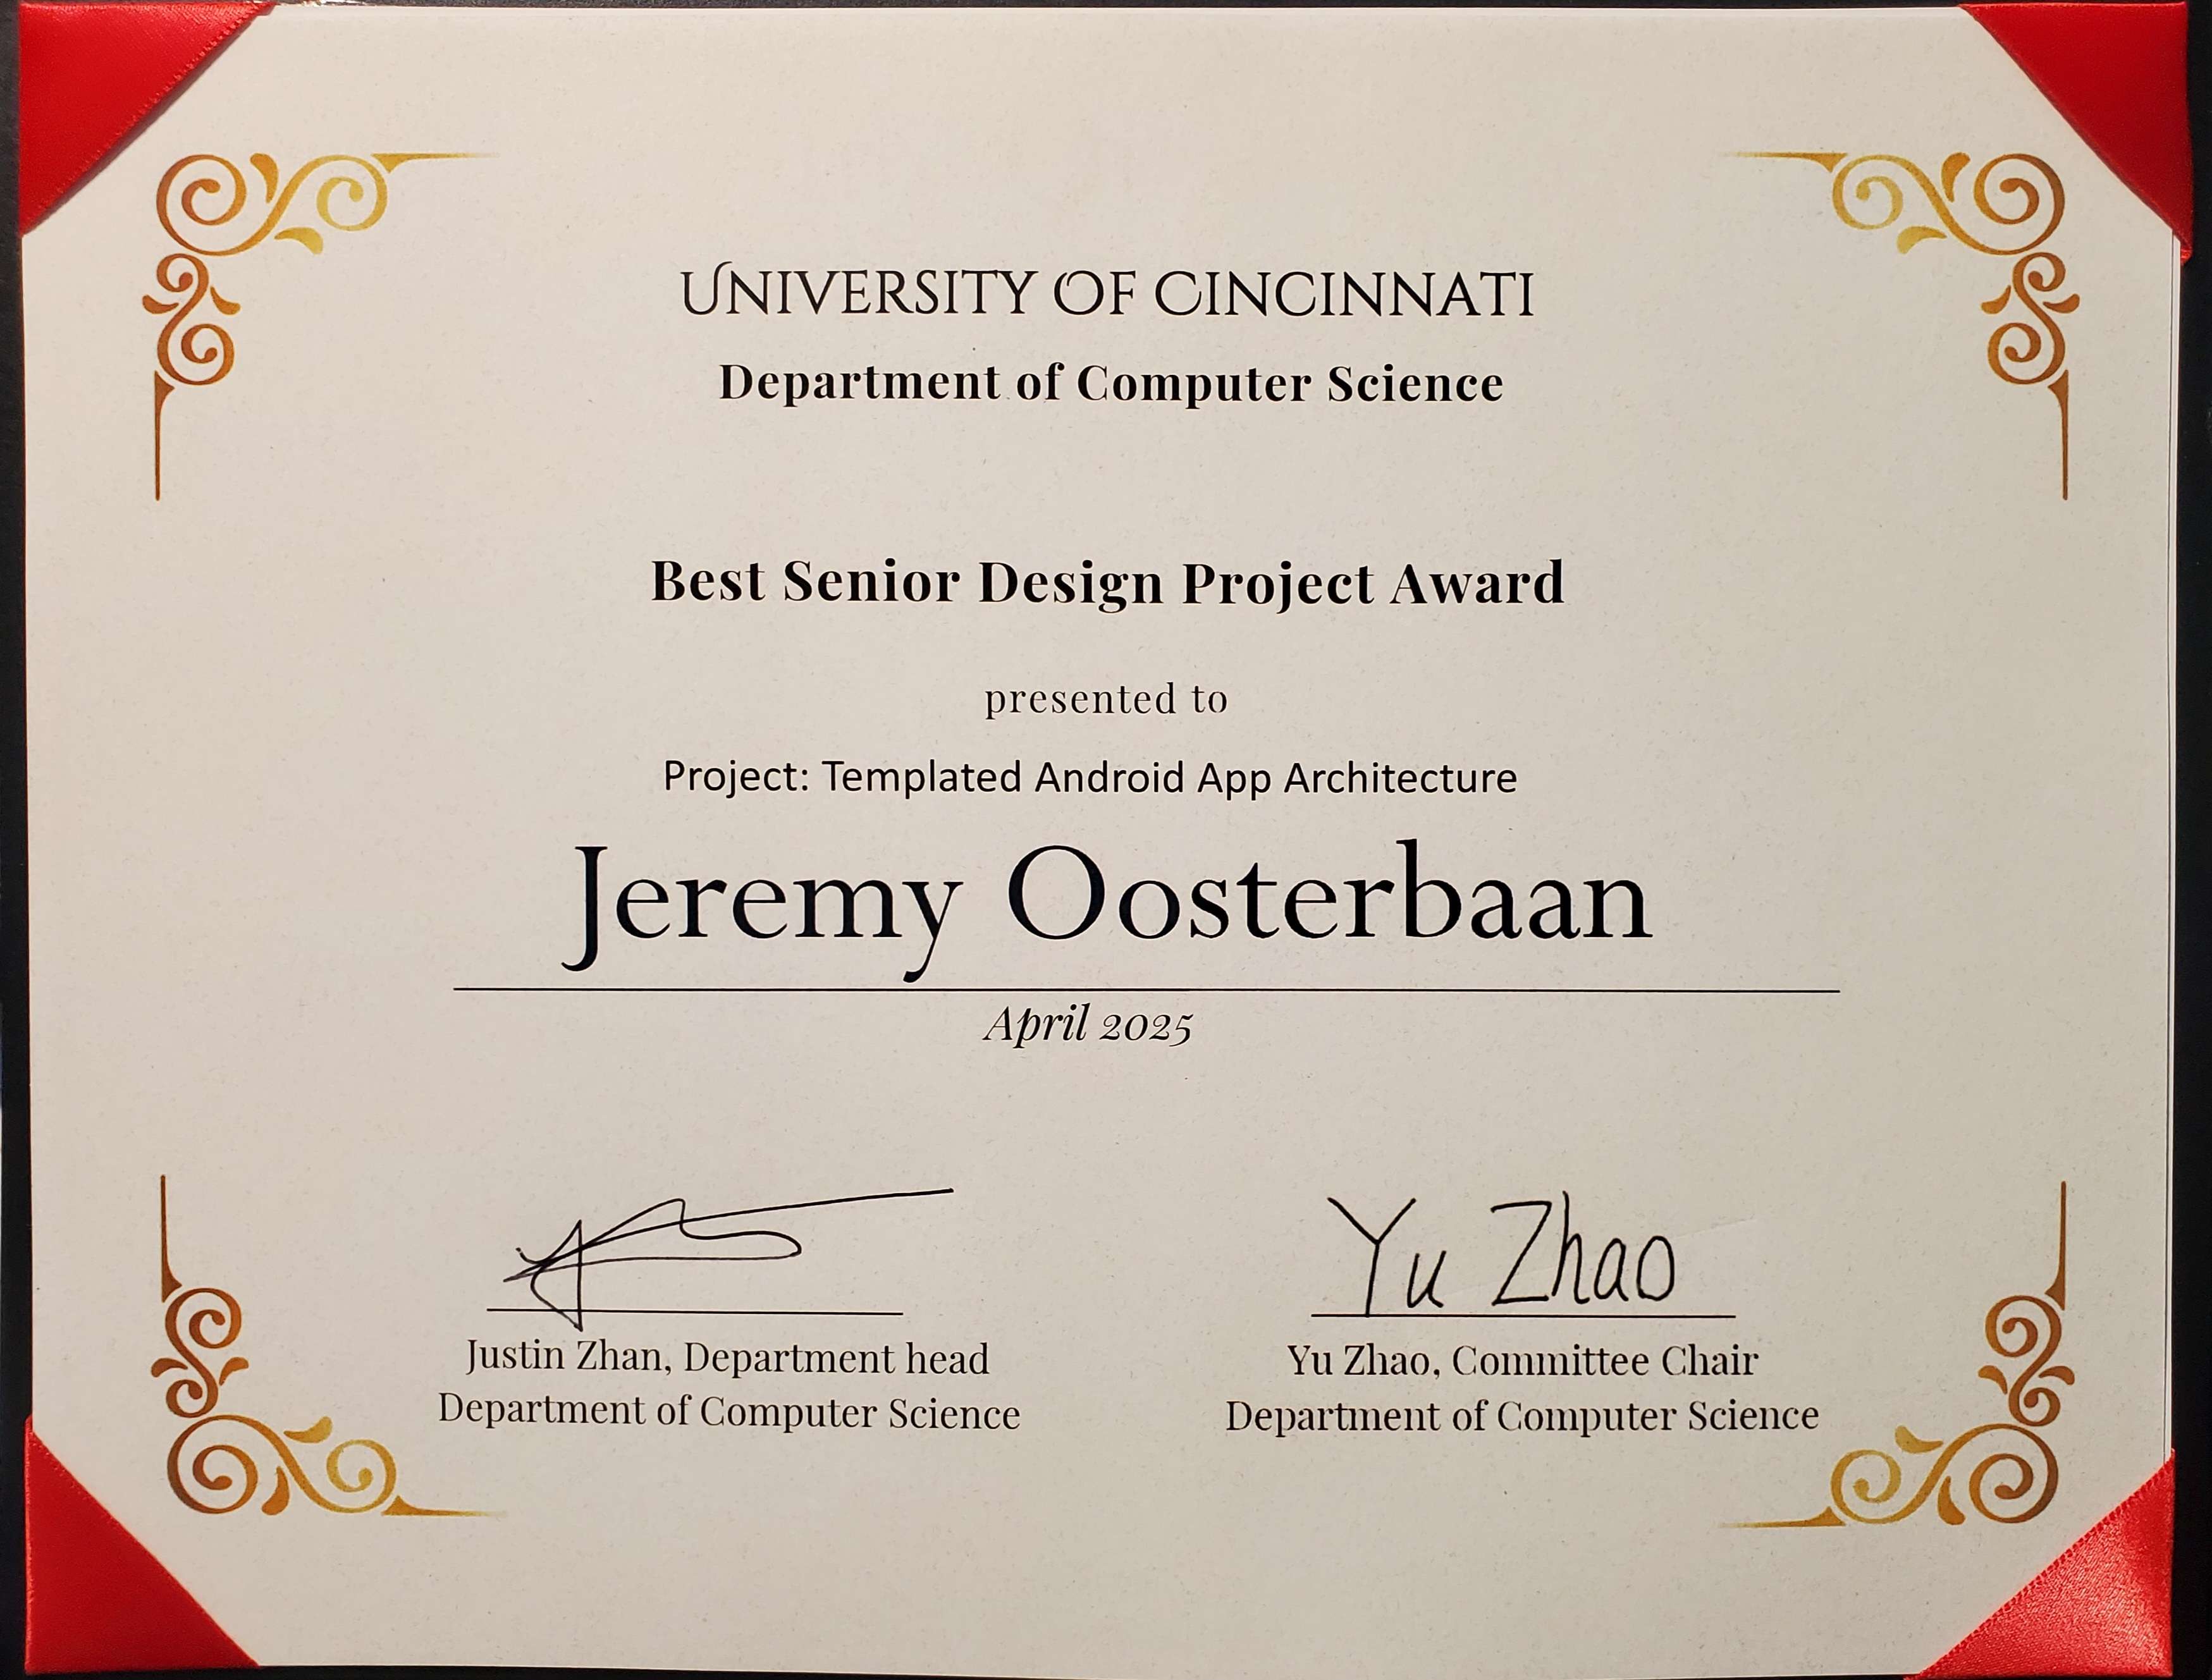 UNIVERSITY OF CINCINNATI
Department of Computer Science
Best Senior Design Project Award
presented to
Project: Templated Android App Architecture
Jeremy Oosterbaan
April 2025
Yu Zhao
Justin Zhan, Department head
Department of Computer Science
Yu Zhao, Committee Chair
Department of Computer Science